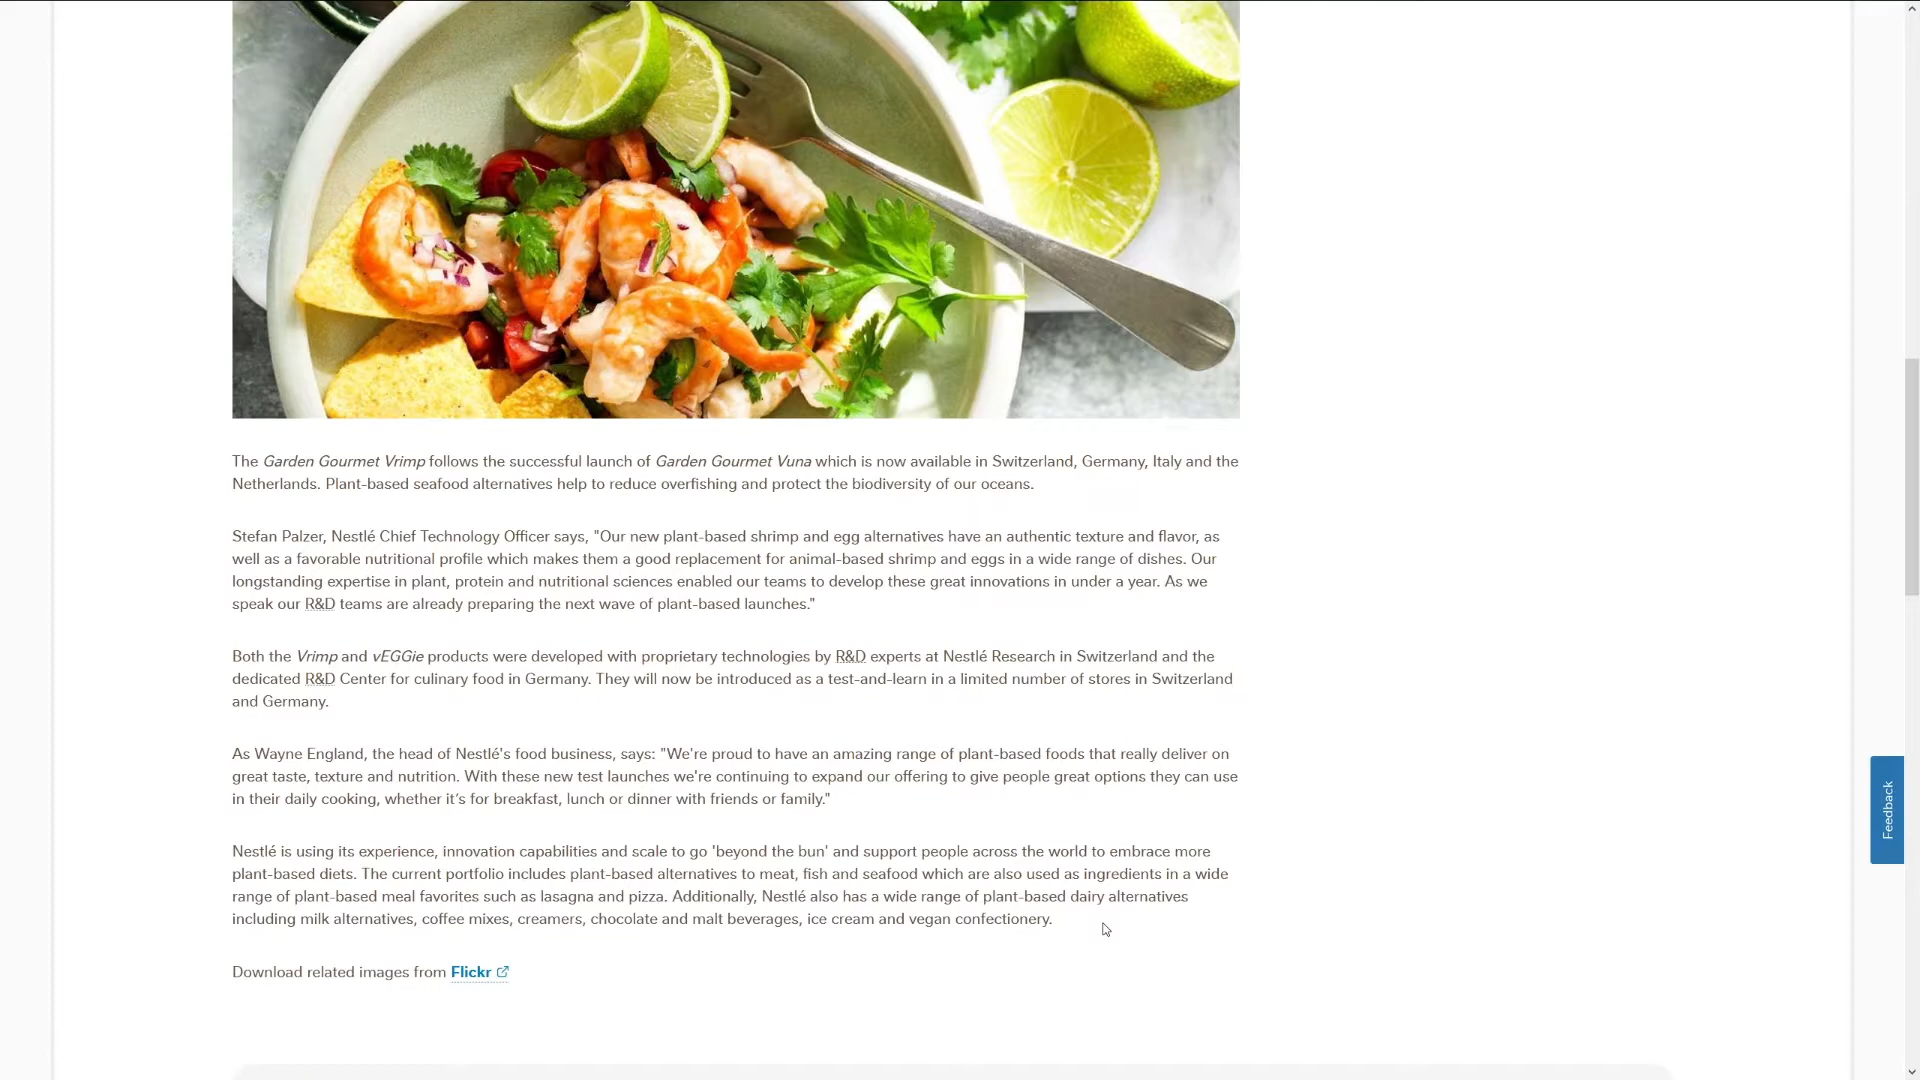 The Garden Gourmet Vrimp follows the successful launch of Garden Gourmet Vuna which is now available in Switzerland, Germany, Italy and the
Netherlands. Plant-based seafood alternatives help to reduce overfishing and protect the biodiversity of our oceans.
Stefan Palzer, Nestlé Chief Technology Officer says, "Our new plant-based shrimp and egg alternatives have an authentic texture and flavor, as
well as a favorable nutritional profile which makes them a good replacement for animal-based shrimp and eggs in a wide range of dishes. Our
longstanding expertise in plant, protein and nutritional sciences enabled our teams to develop these great innovations in under a year. As we
speak our R&D teams are already preparing the next wave of plant-based launches."
Both the Vrimp and vEGGie products were developed with proprietary technologies by R&D experts at Nestlé Research in Switzerland and the
dedicated R&D Center for culinary food in Germany. They will now be introduced as a test-and-learn in a limited number of stores in Switzerland
and Germany.
As Wayne England, the head of Nestlé's food business, says: "We're proud to have an amazing range of plant-based foods that really deliver on
great taste, texture and nutrition. With these new test launches we're continuing to expand our offering to give people great options they can use
in their daily cooking, whether it’s for breakfast, lunch or dinner with friends or family."
Nestlé is using its experience, innovation capabilities and scale to go 'beyond the bun' and support people across the world to embrace more
plant-based diets. The current portfolio includes plant-based alternatives to meat, fish and seafood which are also used as ingredients in a wide
range of plant-based meal favorites such as lasagna and pizza. Additionally, Nestlé also has a wide range of plant-based dairy alternatives
including milk alternatives, coffee mixes, creamers, chocolate and malt beverages, ice cream and vegan confectionery.
Download related images from Flickr
Feedback